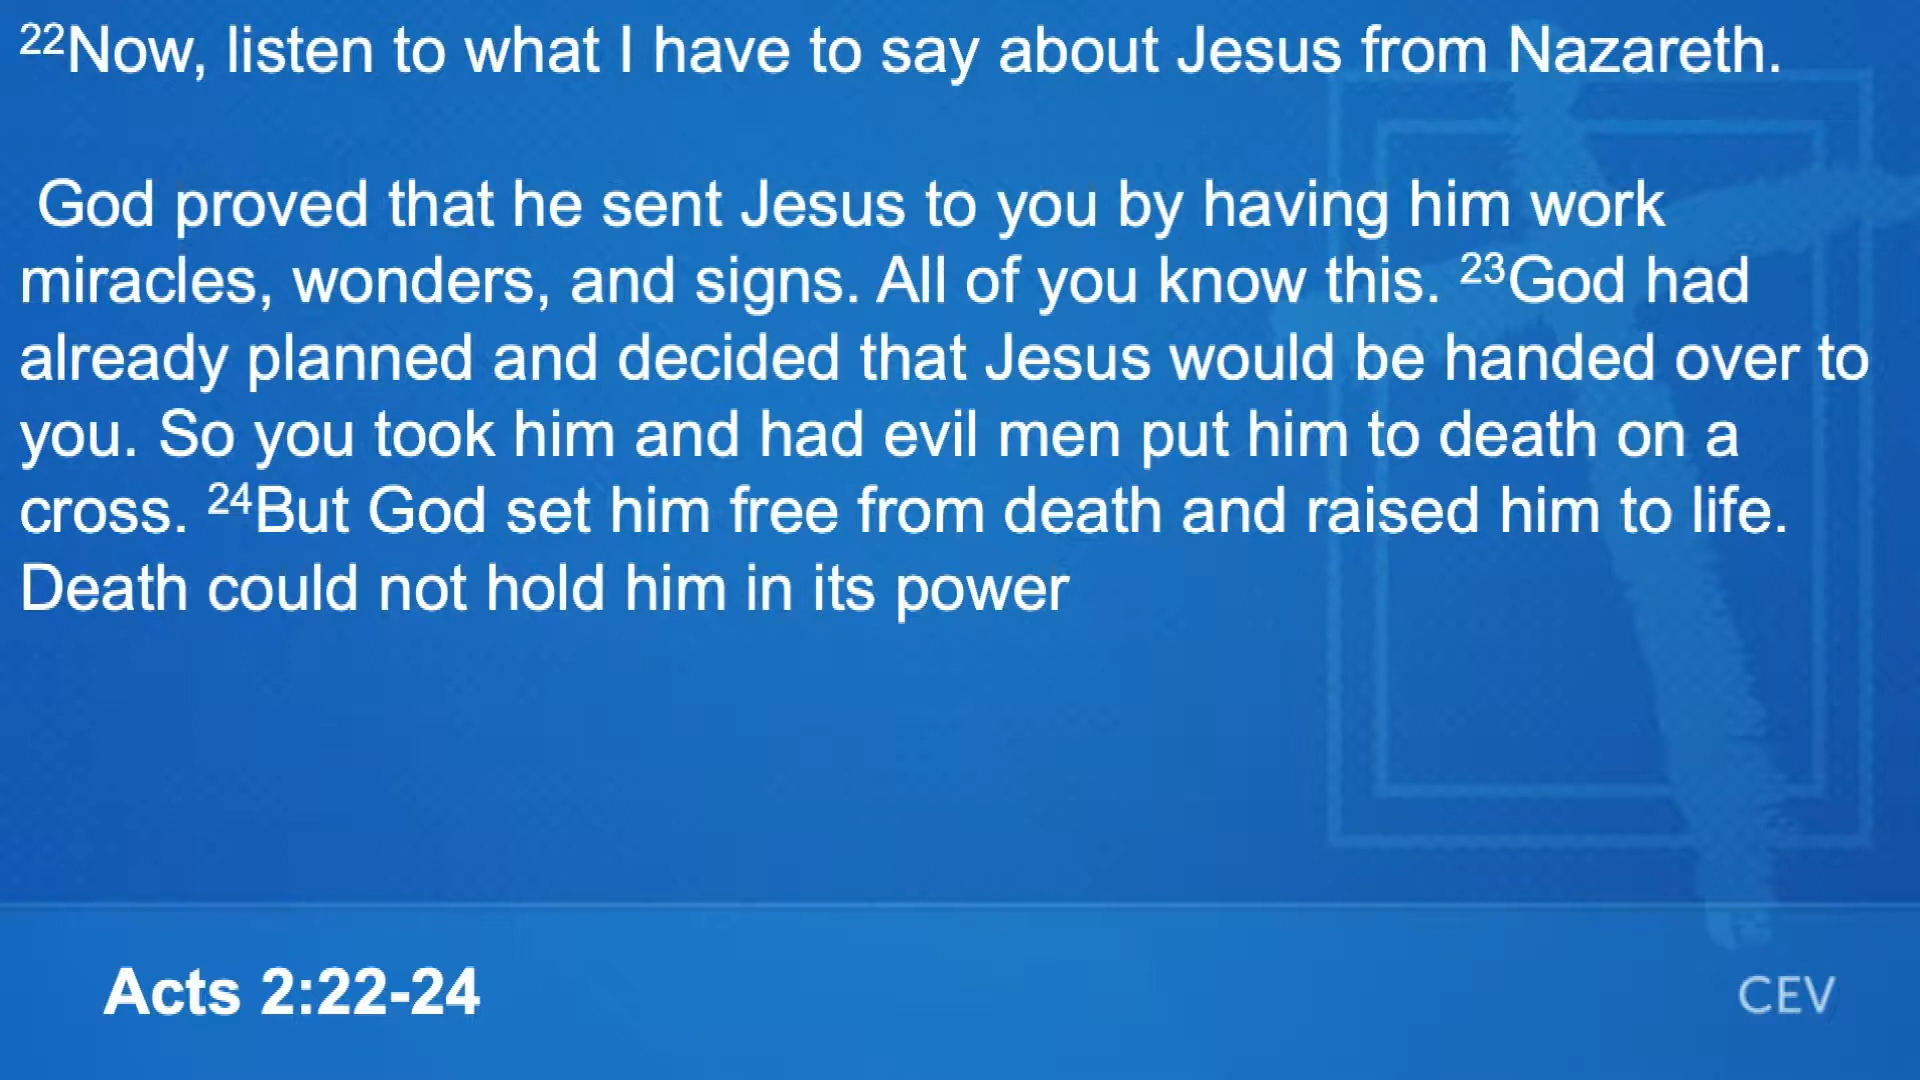 22Now, listen to what I have to say about Jesus from Nazareth.
God proved that he sent Jesus to you by having him work
miracles, wonders, and signs. All of you know this. 23God had
already planned and decided that Jesus would be handed over to
you. So you took him and had evil men put him to death on a
cross. 24But God set him free from death and raised him to life.
Death could not hold him in its power
Acts 2:22-24
CEV